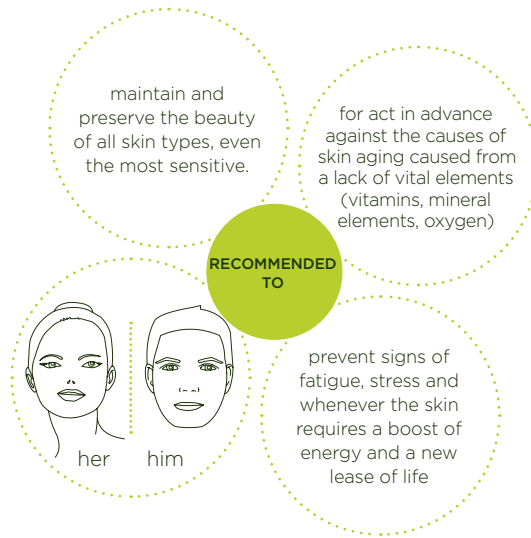 maintain and
preserve the beauty
of all skin types, even
the most sensitive.
for act in advance
against the causes of
skin aging caused from
a lack of vital elements
(vitamins, mineral
elements, oxygen)
RECOMMENDED
TO
her him
prevent signs of
fatigue, stress and
whenever the skin
requires a boost of
energy and a new
lease of life